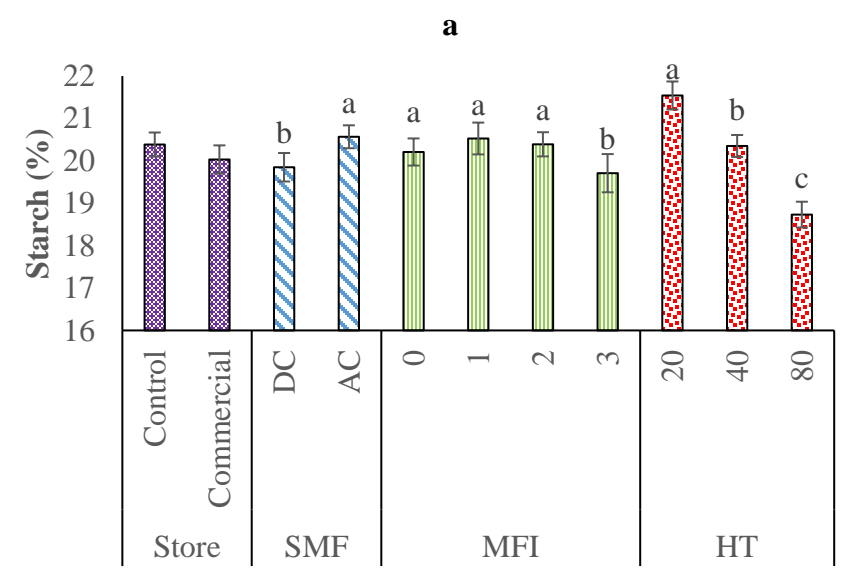 a
Starch (%)
22
21
20
19
18
17
16
b
a
a
a
a
b
a
b
c
Control
Commercial
DC
AC
0
1
2
3
20
40
80
Store
SMF
MFI
HT